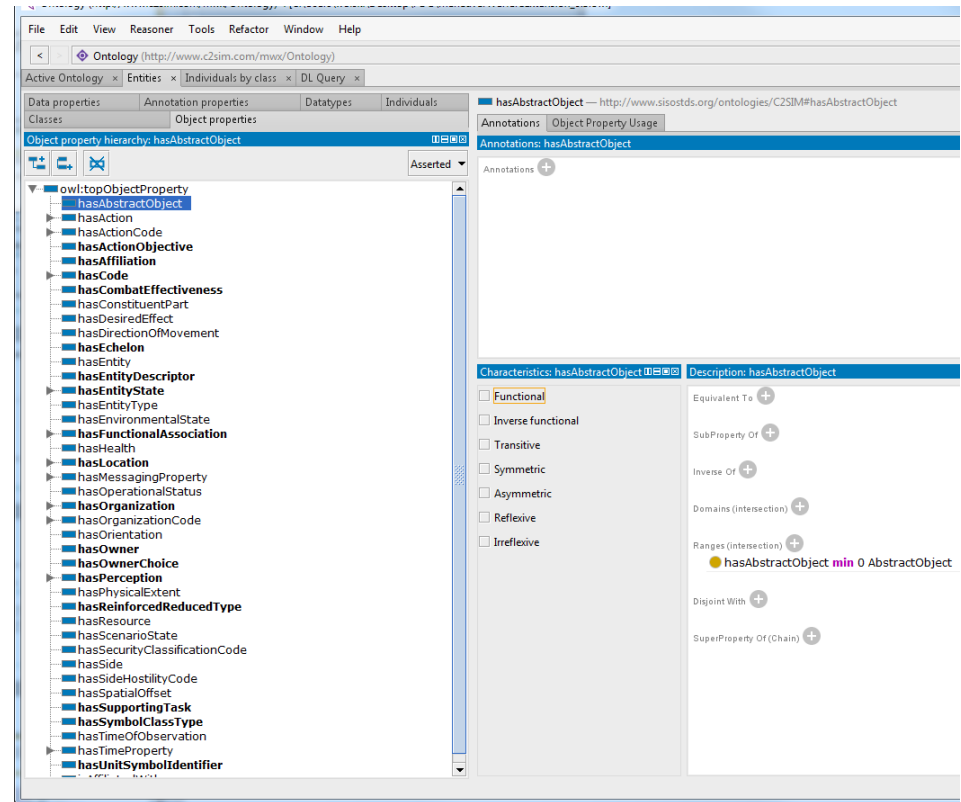 File Edit View Reasoner Tools Refactor Window Help
< > Ontology (http://www.c2sim.com/mwx/Ontology)
Active Ontology × Entities × Individuals by class × DL Query ×
Data properties Annotation properties Datatypes Individuals
Classes Object properties
Object property hierarchy: hasAbstractObject
Asserted
owl:topObjectProperty
hasAbstractObject
hasAction
hasActionCode
hasActionObjective
hasAffiliation
hasCode
hasCombatEffectiveness
hasConstituentPart
hasDesiredEffect
hasDirectionOfMovement
hasEchelon
hasEntity
hasEntityDescriptor
hasEntityState
hasEntityType
hasEnvironmentalState
hasFunctionalAssociation
hasHealth
hasLocation
hasMessagingProperty
hasOperationalStatus
hasOrganization
hasOrganizationCode
hasOrientation
hasOwner
hasOwnerChoice
hasPerception
hasPhysicalExtent
hasReinforcedReducedType
hasResource
hasScenarioState
hasSecurityClassificationCode
hasSide
hasSideHostilityCode
hasSpatialOffset
hasSupportingTask
hasSymbolClassType
hasTimeOfObservation
hasTimeProperty
hasUnitSymbolIdentifier
hasAbstractObject — http://www.sisostds.org/ontologies/C2SIM#hasAbstractObject
Annotations Object Property Usage
Annotations: hasAbstractObject
Annotations
Characteristics: hasAbstractObject
Functional
Inverse functional
Transitive
Symmetric
Asymmetric
Reflexive
Irreflexive
Description: hasAbstractObject
Equivalent To
SubProperty Of
Inverse Of
Domains (intersection)
Ranges (intersection)
hasAbstractObject min 0 AbstractObject
Disjoint With
SuperProperty Of (Chain)